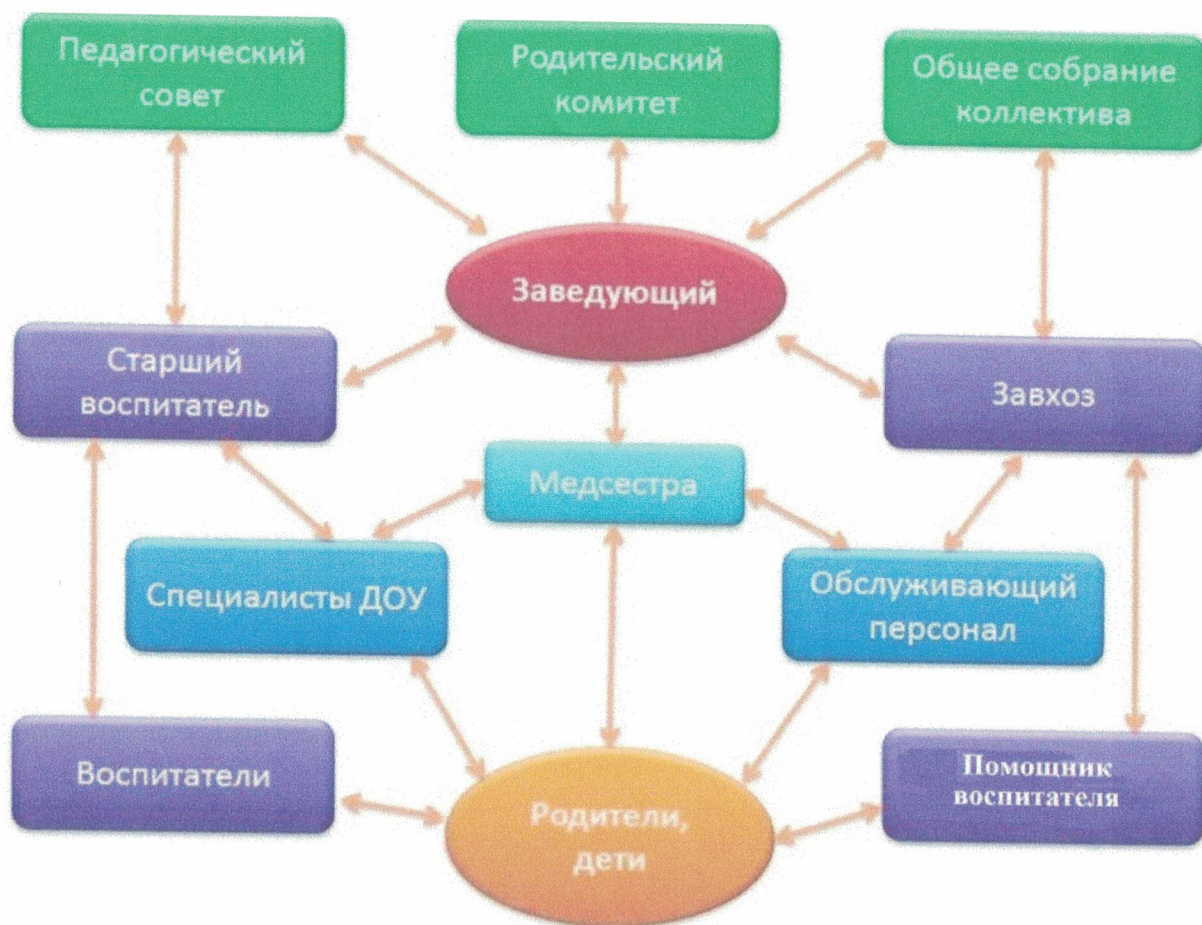 Педагогический
совет
Родительский
комитет
Общее собрание
коллектива
Заведующий
Старший
воспитатель
Завхоз
Медсестра
Специалисты ДОУ
Обслуживающий
персонал
Воспитатели
Родители,
дети
Помощник
воспитателя